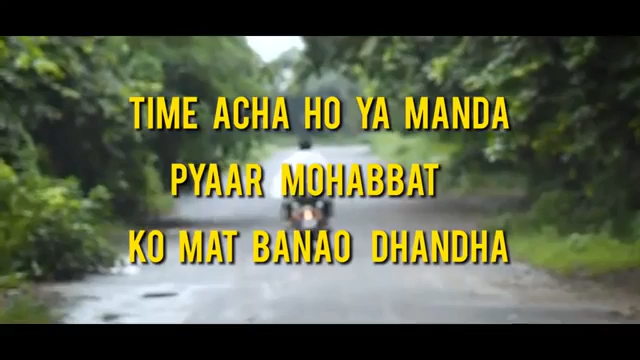 TIME ACHA HO YA MANDA
PYAAR MOHABBAT
KO MAT BANAO DHANDHA